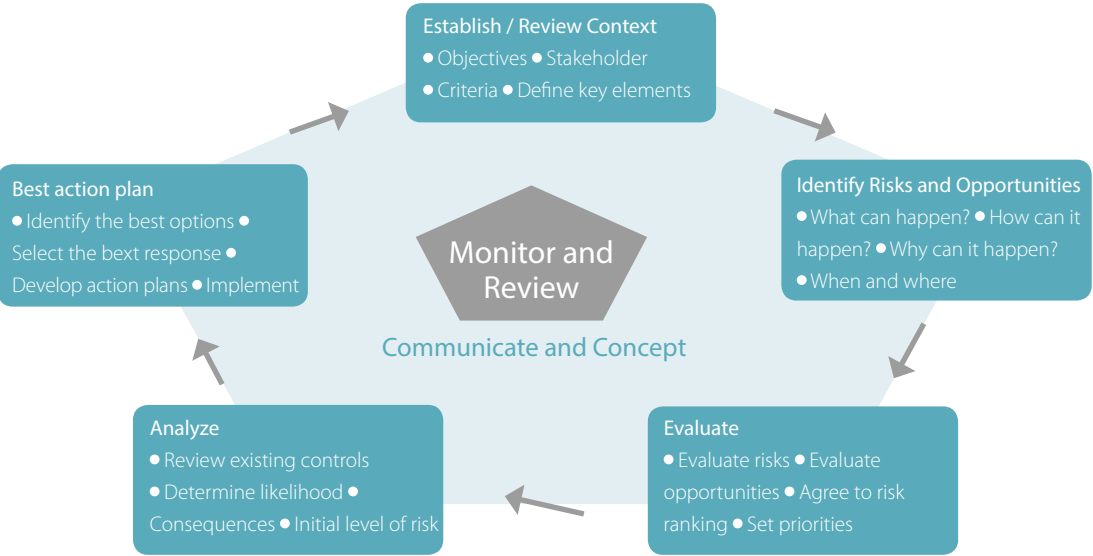 Establish / Review Context
● Objectives ● Stakeholder
● Criteria ● Define key elements
Identify Risks and Opportunities
● What can happen? ● How can it
happen? ● Why can it happen?
● When and where
Evaluate
● Evaluate risks ● Evaluate
opportunities ● Agree to risk
ranking ● Set priorities
Analyze
● Review existing controls
● Determine likelihood ●
Consequences ● Initial level of risk
Best action plan
● Identify the best options ●
Select the bext response ●
Develop action plans ● Implement
Monitor and
Review
Communicate and Concept